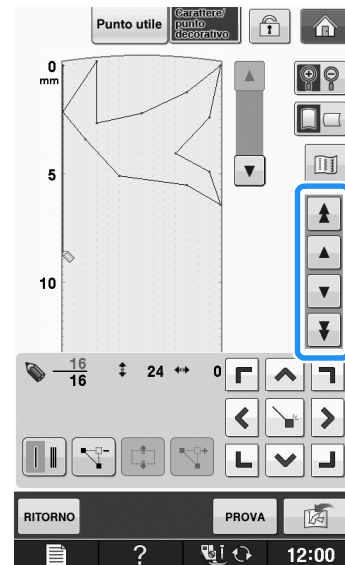 Punto utile
Carattere/
punto
decorativo
0
mm
5
10
16
16
24
0
RITORNO
PROVA
?
12:00